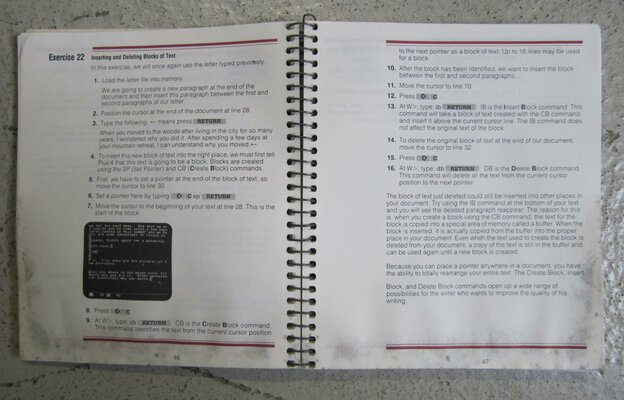 Exercise 22 Inserting and Deleting Blocks of Text
In this exercise, we will once again use the letter typed previously.
1. Load the letter file into memory.
We are going to create a new paragraph at the end of the
document and then insert this paragraph between the first and
second paragraphs of our letter.
2. Position the cursor at the end of the document at line 28.
3. Type the following. ← means press RETURN
When you moved to the woods after living in the city for so many
years, I wondered why you did it. After spending a few days at
your mountain retreat, I can understand why you moved.←
4. To insert this new block of text into the right place, we must first tell
Plus/4 that this is going to be a block. Blocks are created
using the SP (Set Pointer) and CB (Create Block) commands.
5. First, we have to set a pointer at the end of the block of text, so
move the cursor to line 30.
6. Set a pointer here by typing C= C sp RETURN
7. Move the cursor to the beginning of your text at line 28. This is the
start of the block.
8. Press C= C
9. At W>, type: cb RETURN CB is the Create Block command.
This command identifies the text from the current cursor position
46
to the next pointer as a block of text. Up to 16 lines may be used
for a block.
10. After the block has been identified, we want to insert the block
between the first and second paragraphs.
11. Move the cursor to line 10
12. Press C= C
13. At W>, type: ib RETURN IB is the Insert Block command. This
command will take a block of text created with the CB command
and insert it above the current cursor line. The IB command does
not affect the original text of the block.
14. To delete the original block of text at the end of our document,
move the cursor to line 32
15. Press C= C
16. At W>, type: db RETURN DB is the Delete Block command.
This command will delete all the text from the current cursor
position to the next pointer.
The block of text just deleted could still be inserted into other places in
your document. Try using the IB command at the bottom of your text
and you will see the deleted paragraph reappear. The reason for this
is, when you create a block using the CB command, the text for the
block is copied into a special area of memory called a buffer. When the
block is inserted, it is actually copied from the buffer into the proper
place in your document. Even when the text used to create the block is
deleted from your document, a copy of the text is still in the buffer and
can be used again until a new block is created.
Because you can place a pointer anywhere in a document, you have
the ability to totally rearrange your entire text. The Create Block, Insert
Block, and Delete Block commands open up a wide range of
possibilities for the writer who wants to improve the quality of his
writing.
47